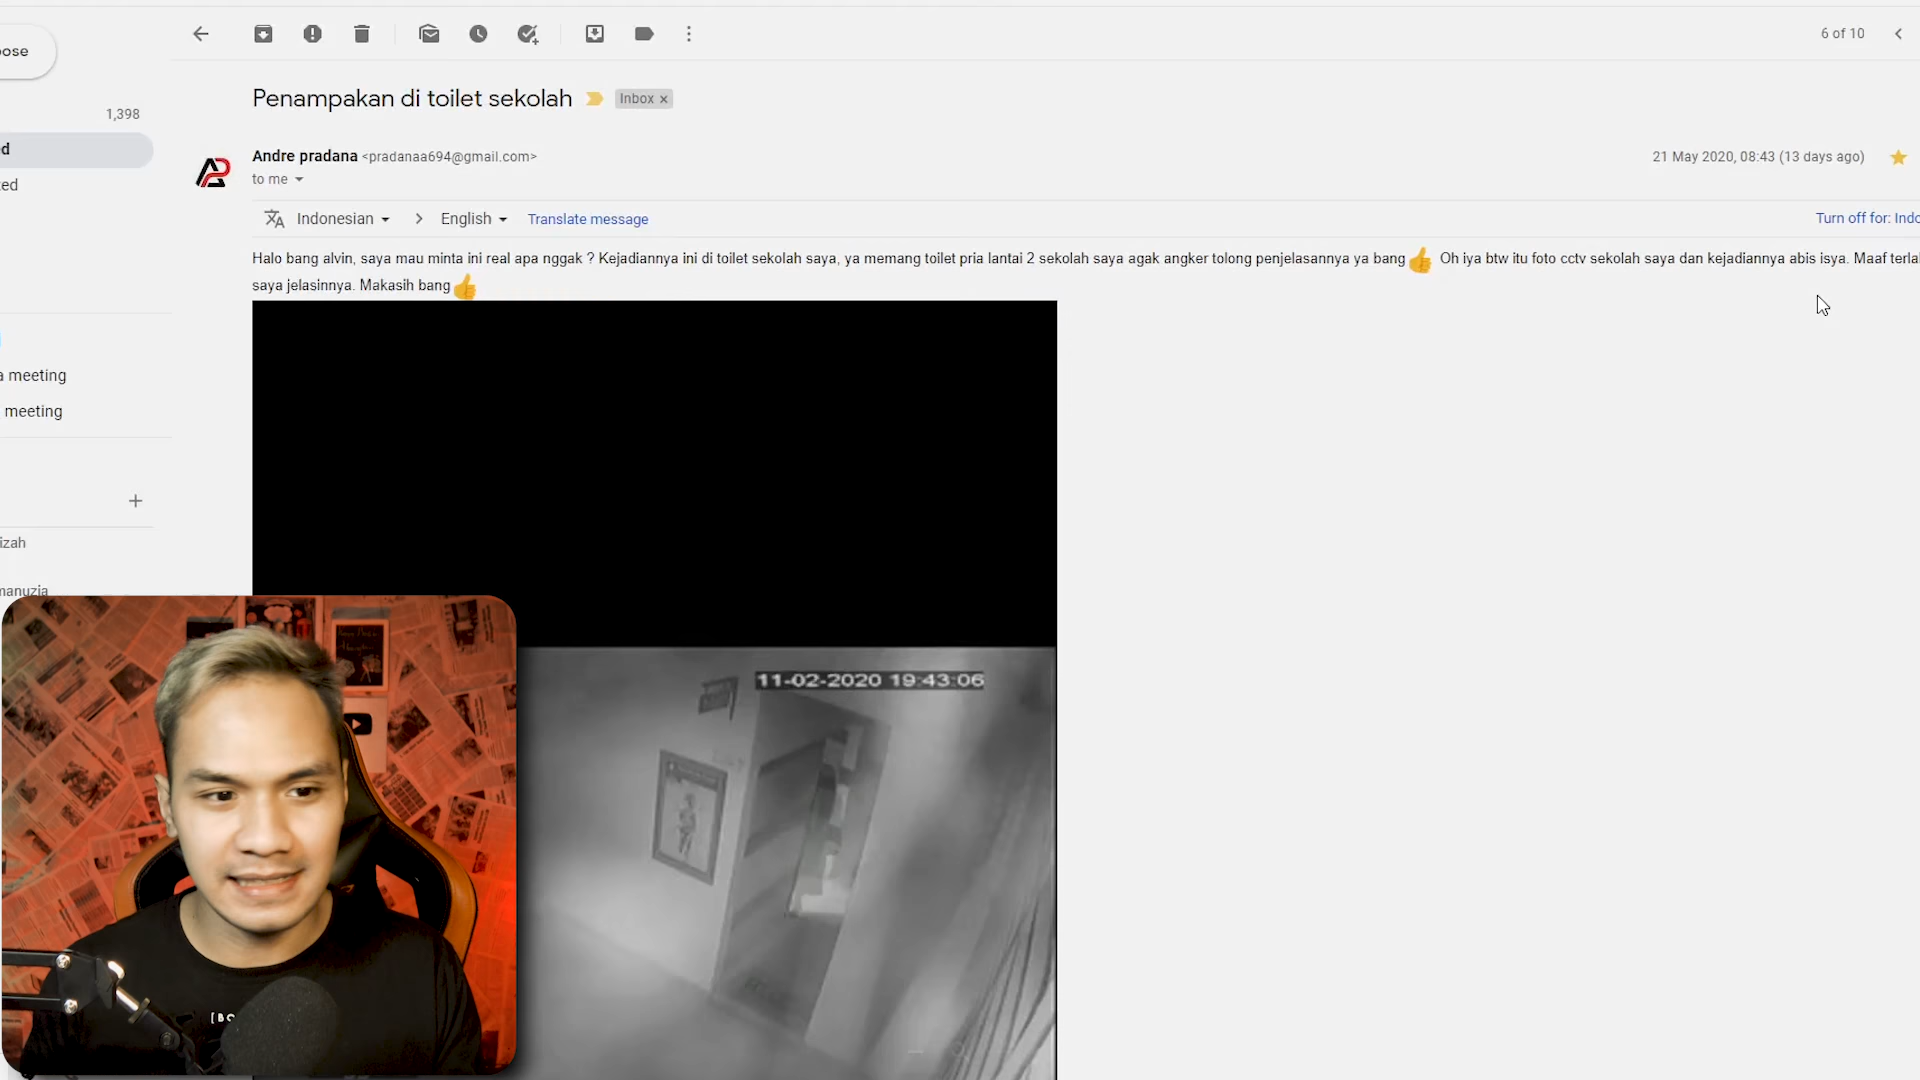 ose
6 of 10
Penampakan di toilet sekolah
Inbox ×
1,398
d
Andre pradana <pradanaa694@gmail.com>
21 May 2020, 08:43 (13 days ago)
to me
ed
Indonesian > English Translate message
Turn off for: Indo
Halo bang alvin, saya mau minta ini real apa nggak ? Kejadiannya ini di toilet sekolah saya, ya memang toilet pria lantai 2 sekolah saya agak angker tolong penjelasannya ya bang👍 Oh iya btw itu foto cctv sekolah saya dan kejadiannya abis isya. Maaf terla
saya jelasinnya. Makasih bang👍
a meeting
meeting
izah
manuzia
11-02-2020 19:43:06
[BO